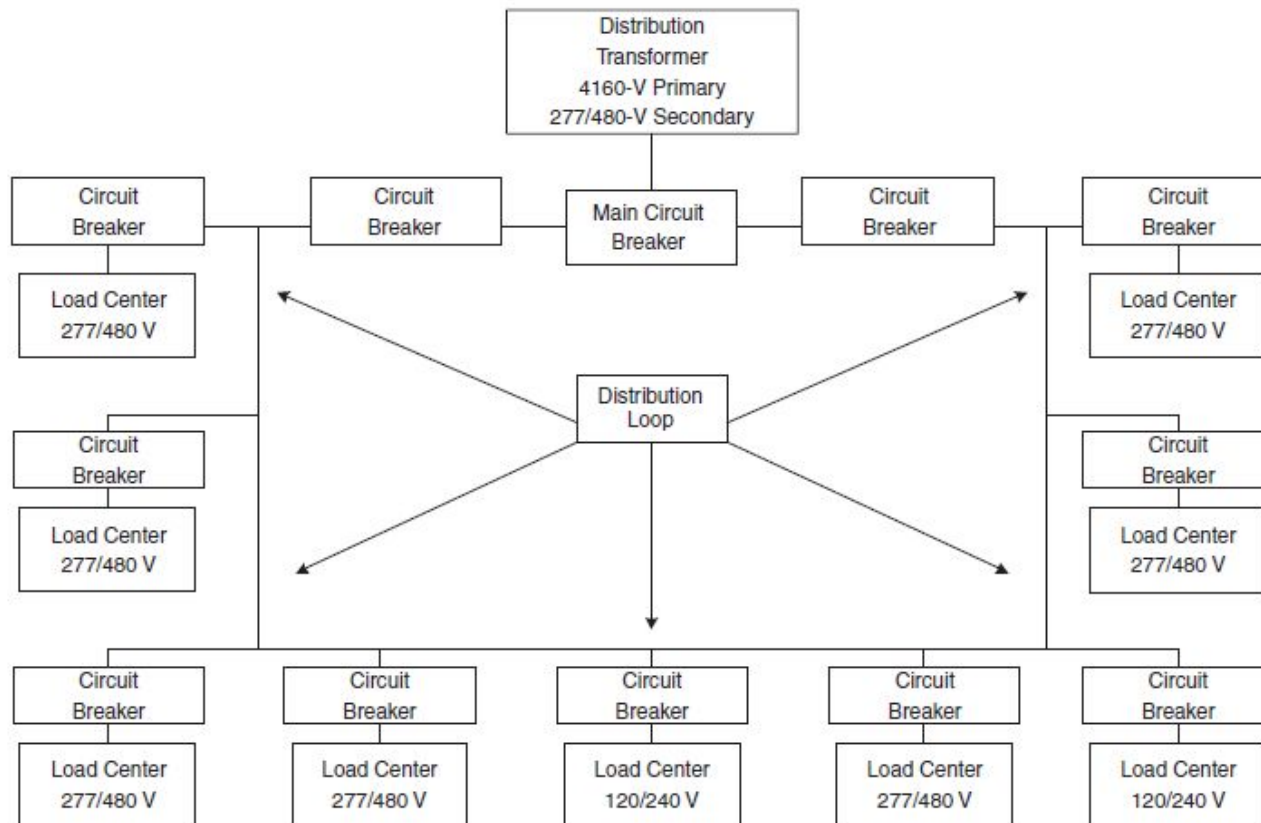 Distribution
Transformer
4160-V Primary
277/480-V Secondary
Circuit
Breaker
Circuit
Breaker
Main Circuit
Breaker
Circuit
Breaker
Circuit
Breaker
Load Center
277/480 V
Load Center
277/480 V
Distribution
Loop
Circuit
Breaker
Circuit
Breaker
Load Center
277/480 V
Load Center
277/480 V
Circuit
Breaker
Circuit
Breaker
Circuit
Breaker
Circuit
Breaker
Circuit
Breaker
Load Center
277/480 V
Load Center
277/480 V
Load Center
120/240 V
Load Center
277/480 V
Load Center
120/240 V